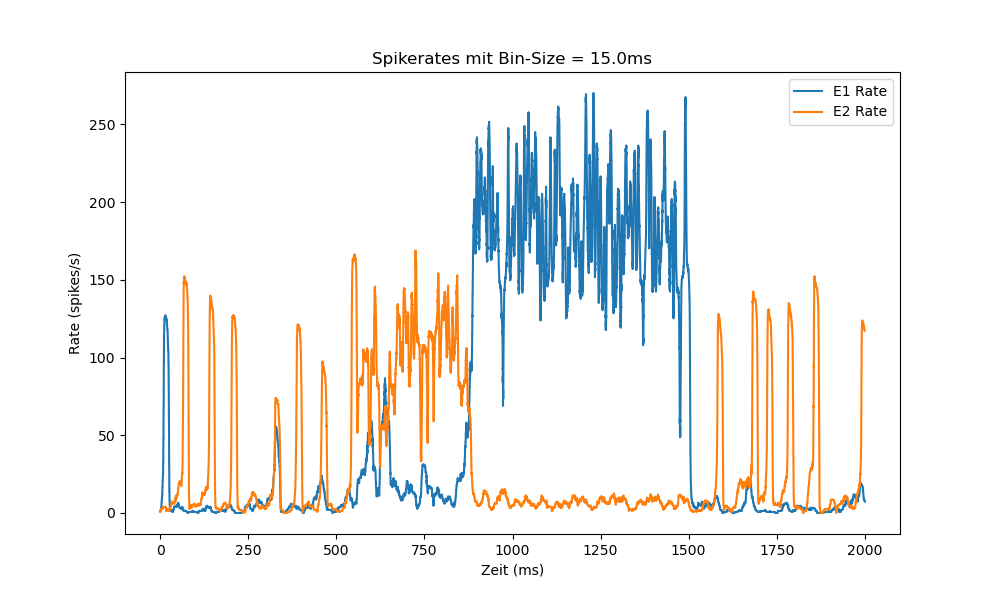 Spikerates mit Bin-Size = 15.0ms
E1 Rate
E2 Rate
Rate (spikes/s)
250
200
150
100
50
0
0 250 500 750 1000 1250 1500 1750 2000
Zeit (ms)